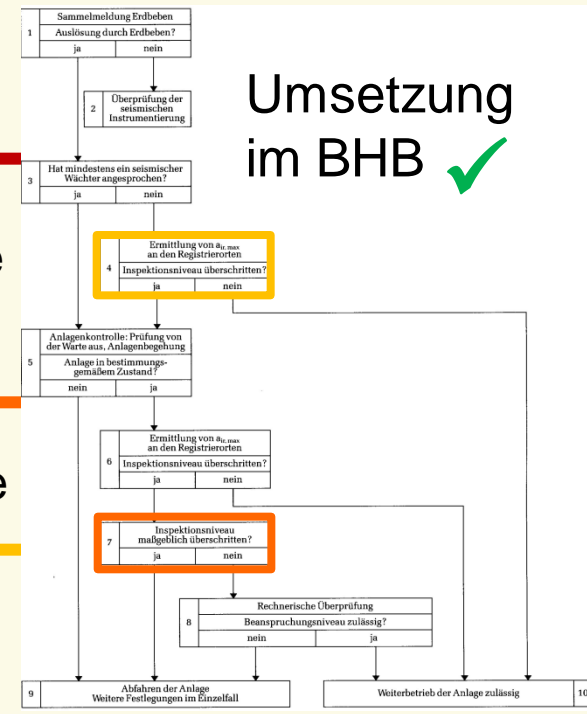 Umsetzung
im BHB
1
Sammelmeldung Erdbeben
Auslösung durch Erdbeben?
ja nein
2
Überprüfung der
seismischen
Instrumentierung
3
Hat mindestens ein seismischer
Wächter angesprochen?
ja nein
4
Ermittlung von a_ir, max
an den Registrierorten
Inspektionsniveau überschritten?
ja nein
5
Anlagenkontrolle: Prüfung von
der Warte aus, Anlagenbegehung
Anlage in bestimmungs-
gemäßem Zustand?
nein ja
6
Ermittlung von a_ir, max
an den Registrierorten
Inspektionsniveau überschritten?
ja nein
7
Inspektionsniveau
maßgeblich überschritten?
ja nein
8
Rechnerische Überprüfung
Beanspruchungsniveau zulässig?
nein ja
9
Abfahren der Anlage
Weitere Festlegungen im Einzelfall
Weiterbetrieb der Anlage zulässig
10
e
e